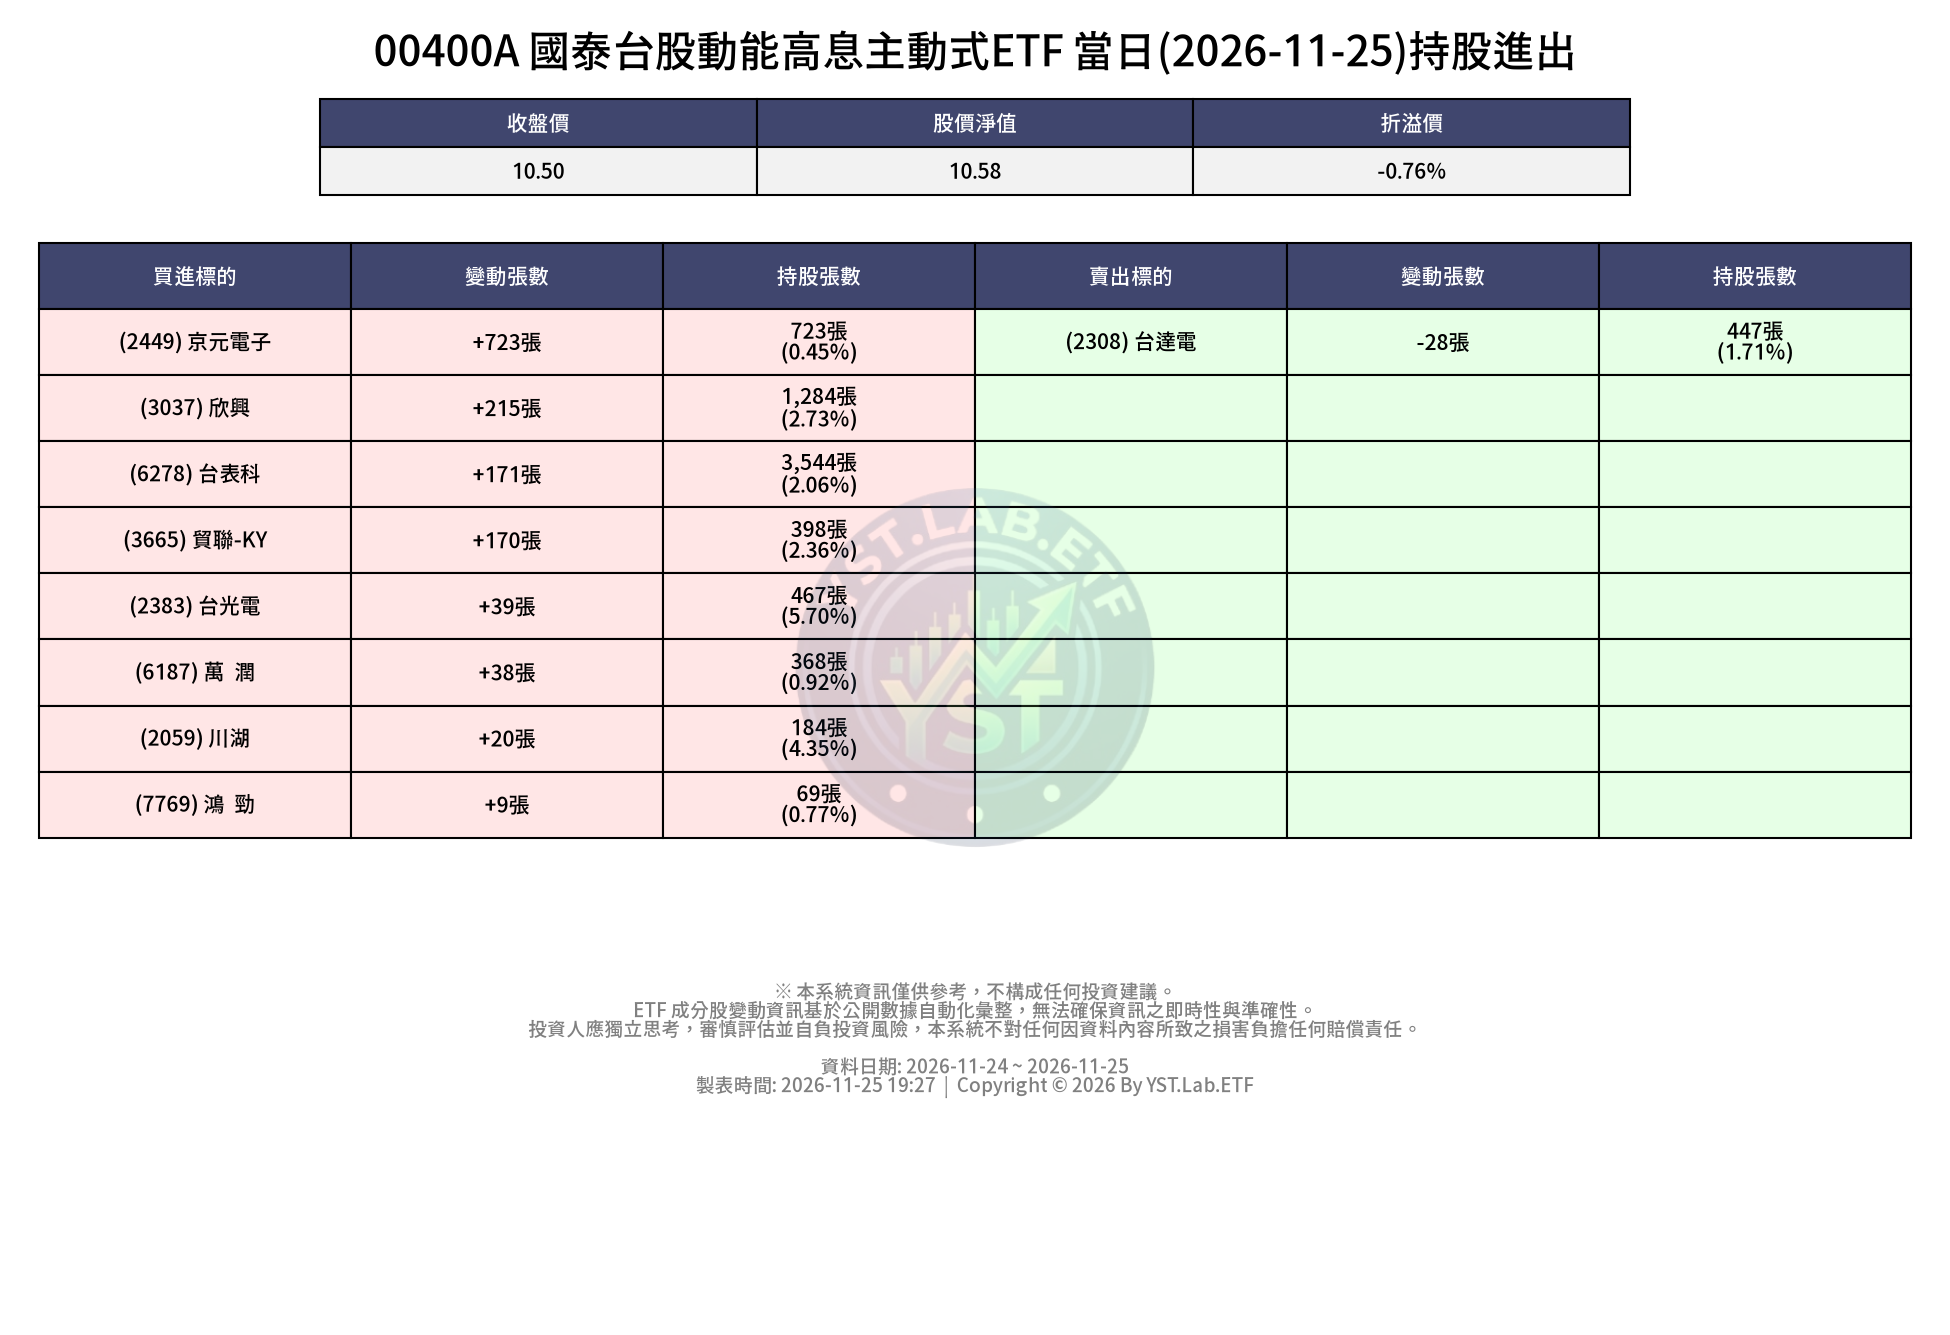 00400A 國泰台股動能高息主動式ETF 當日(2026-11-25)持股進出
收盤價 股價淨值 折溢價
10.50 10.58 -0.76%
買進標的 變動張數 持股張數 賣出標的 變動張數 持股張數
(2449) 京元電子 +723張 723張 (0.45%) (2308) 台達電 -28張 447張 (1.71%)
(3037) 欣興 +215張 1,284張 (2.73%)
(6278) 台表科 +171張 3,544張 (2.06%)
(3665) 貿聯-KY +170張 398張 (2.36%)
(2383) 台光電 +39張 467張 (5.70%)
(6187) 萬 潤 +38張 368張 (0.92%)
(2059) 川湖 +20張 184張 (4.35%)
(7769) 鴻 勁 +9張 69張 (0.77%)
YST.LAB.ETF
YST
※ 本系統資訊僅供參考，不構成任何投資建議。
ETF 成分股變動資訊基於公開數據自動化彙整，無法確保資訊之即時性與準確性。
投資人應獨立思考，審慎評估並自負投資風險，本系統不對任何因資料內容所致之損害負擔任何賠償責任。
資料日期: 2026-11-24 ~ 2026-11-25
製表時間: 2026-11-25 19:27 | Copyright © 2026 By YST.Lab.ETF